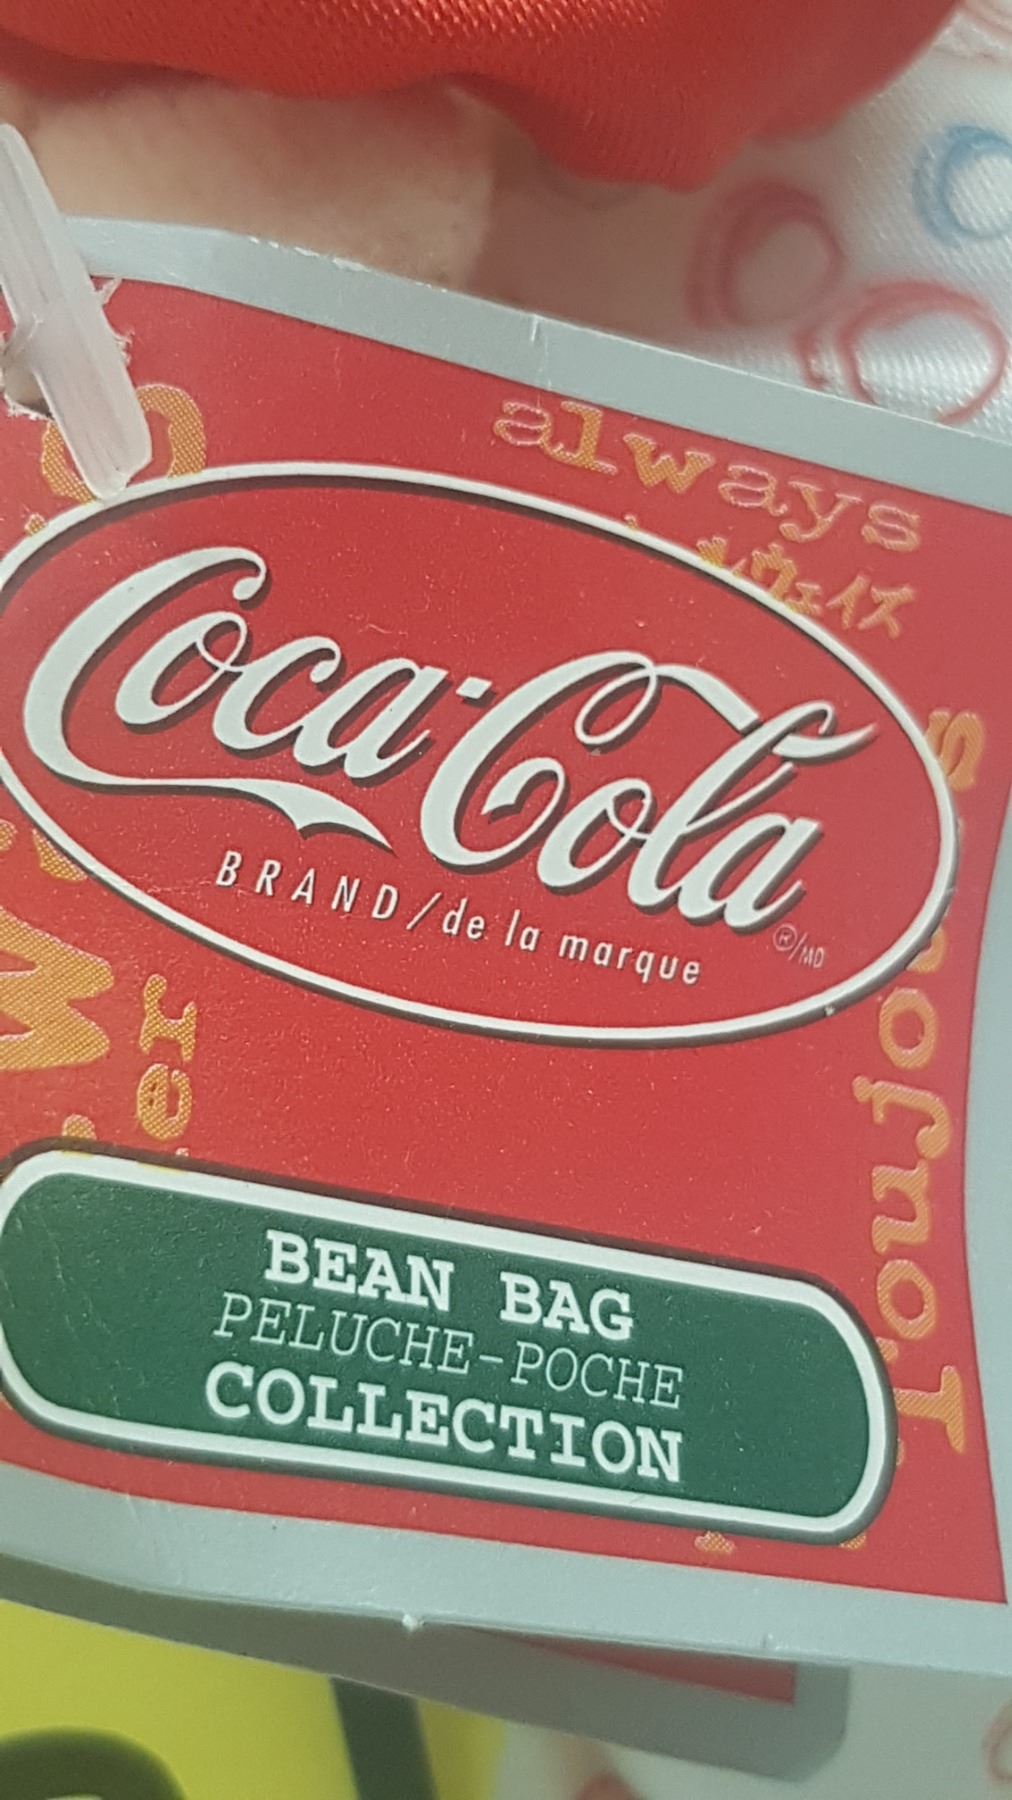 always
Coca-Cola
BRAND/de la marque
®/MD
Toujours
BEAN BAG
PELUCHE-POCHE
COLLECTION